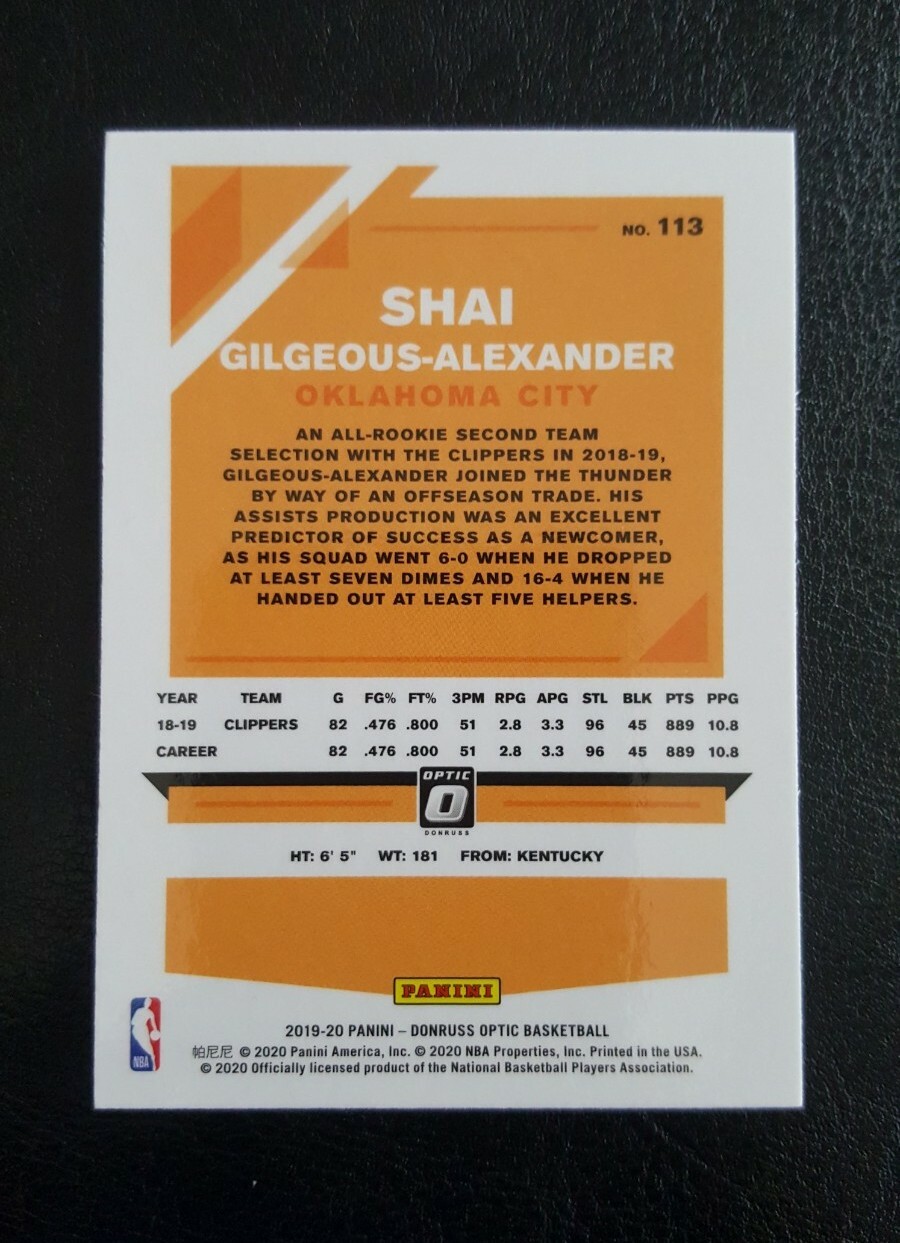 NO. 113
SHAI
GILGEOUS-ALEXANDER
OKLAHOMA CITY
AN ALL-ROOKIE SECOND TEAM
SELECTION WITH THE CLIPPERS IN 2018-19,
GILGEOUS-ALEXANDER JOINED THE THUNDER
BY WAY OF AN OFFSEASON TRADE. HIS
ASSISTS PRODUCTION WAS AN EXCELLENT
PREDICTOR OF SUCCESS AS A NEWCOMER,
AS HIS SQUAD WENT 6-0 WHEN HE DROPPED
AT LEAST SEVEN DIMES AND 16-4 WHEN HE
HANDED OUT AT LEAST FIVE HELPERS.
YEAR TEAM G FG% FT% 3PM RPG APG STL BLK PTS PPG
18-19 CLIPPERS 82 .476 .800 51 2.8 3.3 96 45 889 10.8
CAREER 82 .476 .800 51 2.8 3.3 96 45 889 10.8
OPTIC
O
DONRUSS
HT: 6' 5" WT: 181 FROM: KENTUCKY
PANINI
2019-20 PANINI – DONRUSS OPTIC BASKETBALL
帕尼尼 © 2020 Panini America, Inc. © 2020 NBA Properties, Inc. Printed in the USA.
© 2020 Officially licensed product of the National Basketball Players Association.
NBA